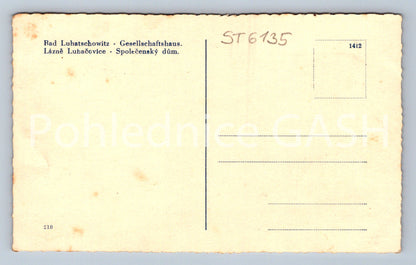 Bad Luhatschowitz - Gesellschaftshaus.
Lázně Luhačovice - Společenský dům.
ST6135
1412
Pohlednice GASH
210